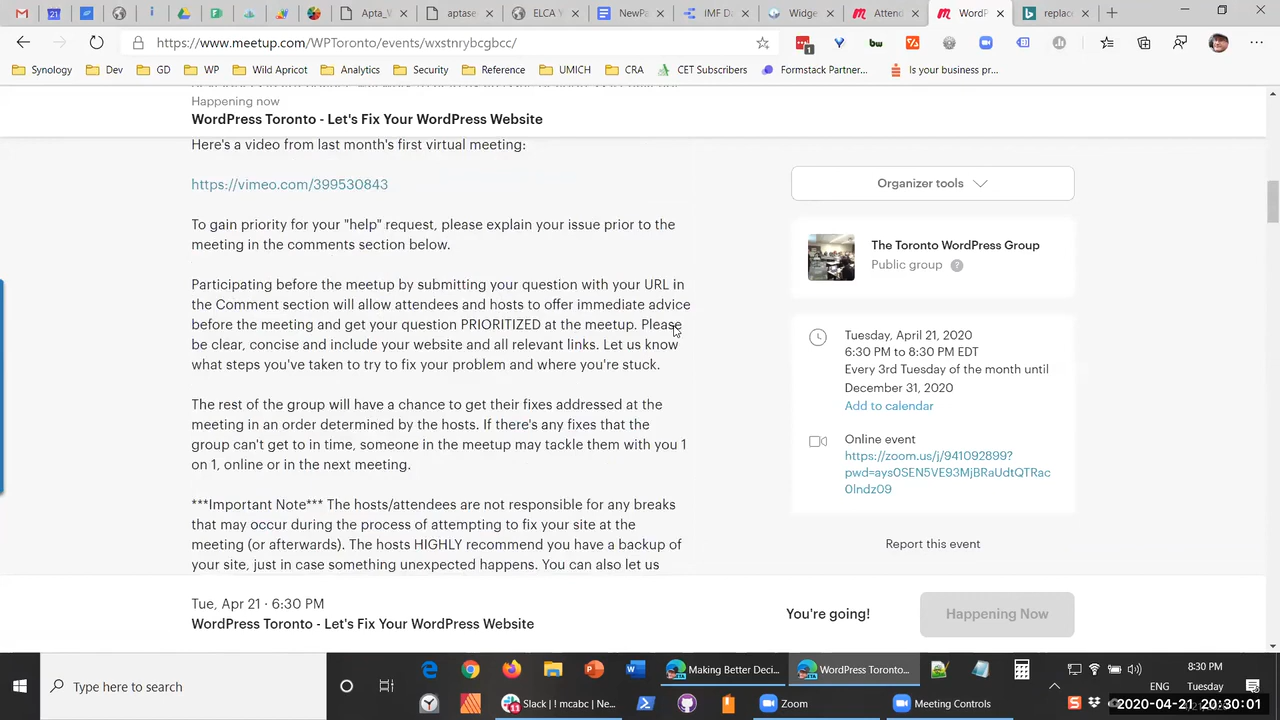 Apta_V
aptase
ELCA Y
NewPa
IMF Da
Widge
Attend
WordP
replace
https://www.meetup.com/WPToronto/events/wxstnrybcgbcc/
Synology
Dev
GD
WP
Wild Apricot
Analytics
Security
Reference
UMICH
CRA
CET Subscribers
Formstack Partner...
Is your business pr...
Happening now
WordPress Toronto - Let's Fix Your WordPress Website
Here's a video from last month's first virtual meeting:
https://vimeo.com/399530843
To gain priority for your "help" request, please explain your issue prior to the
meeting in the comments section below.
Participating before the meetup by submitting your question with your URL in
the Comment section will allow attendees and hosts to offer immediate advice
before the meeting and get your question PRIORITIZED at the meetup. Please
be clear, concise and include your website and all relevant links. Let us know
what steps you've taken to try to fix your problem and where you're stuck.
The rest of the group will have a chance to get their fixes addressed at the
meeting in an order determined by the hosts. If there's any fixes that the
group can't get to in time, someone in the meetup may tackle them with you 1
on 1, online or in the next meeting.
***Important Note*** The hosts/attendees are not responsible for any breaks
that may occur during the process of attempting to fix your site at the
meeting (or afterwards). The hosts HIGHLY recommend you have a backup of
your site, just in case something unexpected happens. You can also let us
Organizer tools
The Toronto WordPress Group
Public group ?
Tuesday, April 21, 2020
6:30 PM to 8:30 PM EDT
Every 3rd Tuesday of the month until
December 31, 2020
Add to calendar
Online event
https://zoom.us/j/941092899?
pwd=ays0SEN5VE93MjBRaUdtQTRac
0lndz09
Report this event
Tue, Apr 21 · 6:30 PM
WordPress Toronto - Let's Fix Your WordPress Website
You're going!
Happening Now
Type here to search
Making Better Deci...
WordPress Toronto...
Slack | ! mcabc | Ne...
Zoom
Meeting Controls
ENG
8:30 PM
Tuesday
2020-04-21 20:30:01